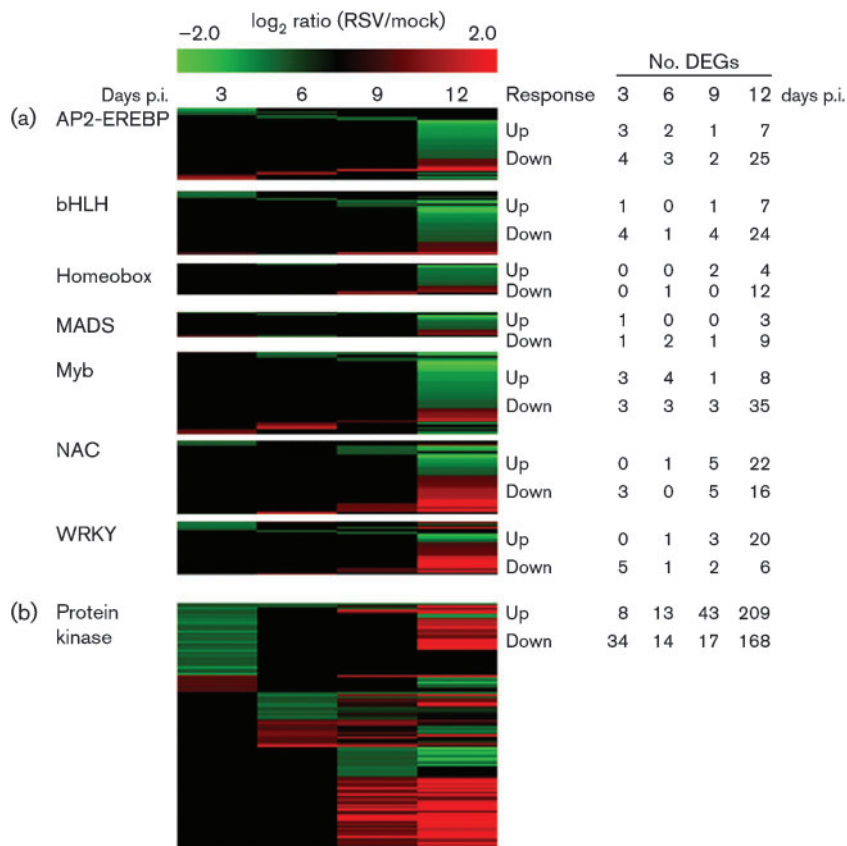 log2 ratio (RSV/mock)
−2.0 2.0
No. DEGs
Days p.i. 3 6 9 12 Response 3 6 9 12 days p.i.
(a) AP2-EREBP
Up 3 2 1 7
Down 4 3 2 25
bHLH
Up 1 0 1 7
Down 4 1 4 24
Homeobox
Up 0 0 2 4
Down 0 1 0 12
MADS
Up 1 0 0 3
Down 1 2 1 9
Myb
Up 3 4 1 8
Down 3 3 3 35
NAC
Up 0 1 5 22
Down 3 0 5 16
WRKY
Up 0 1 3 20
Down 5 1 2 6
(b) Protein Up 8 13 43 209
kinase Down 34 14 17 168